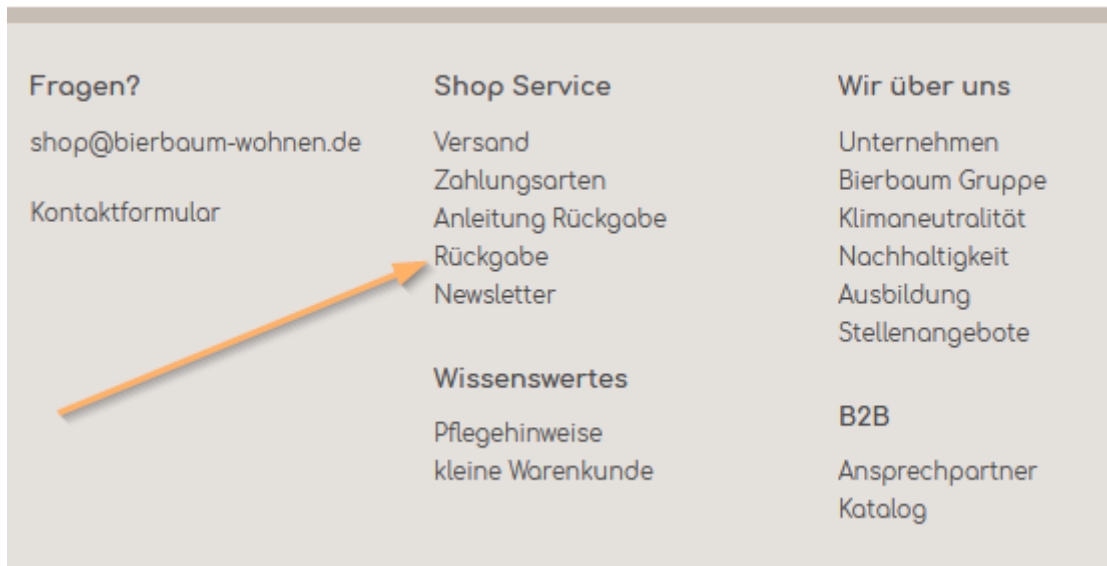 Fragen?
shop@bierbaum-wohnen.de
Kontaktformular
Shop Service
Versand
Zahlungsarten
Anleitung Rückgabe
Rückgabe
Newsletter
Wissenswertes
Pflegehinweise
kleine Warenkunde
Wir über uns
Unternehmen
Bierbaum Gruppe
Klimaneutralität
Nachhaltigkeit
Ausbildung
Stellenangebote
B2B
Ansprechpartner
Katalog